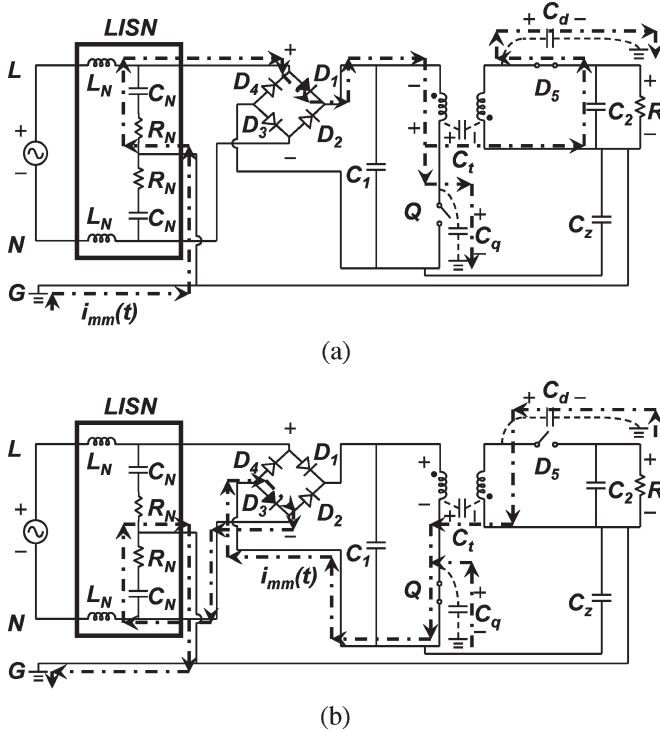 LISN
+ C_d -
L
L_N
C_N
+
D_4
D_1
-
D_5
+
R_N
D_3
D_2
+
C_t
C_2
R
+
-
R_N
-
C_1
-
L_N
C_N
Q
+
C_q
-
C_z
N
G
i_mm(t)
(a)
LISN
+ C_d -
L
L_N
C_N
+
D_4
D_1
+
D_5
+
R_N
D_3
D_2
-
C_t
C_2
R
+
-
R_N
-
C_1
-
L_N
C_N
i_mm(t)
Q
+
C_q
-
C_z
N
G
(b)